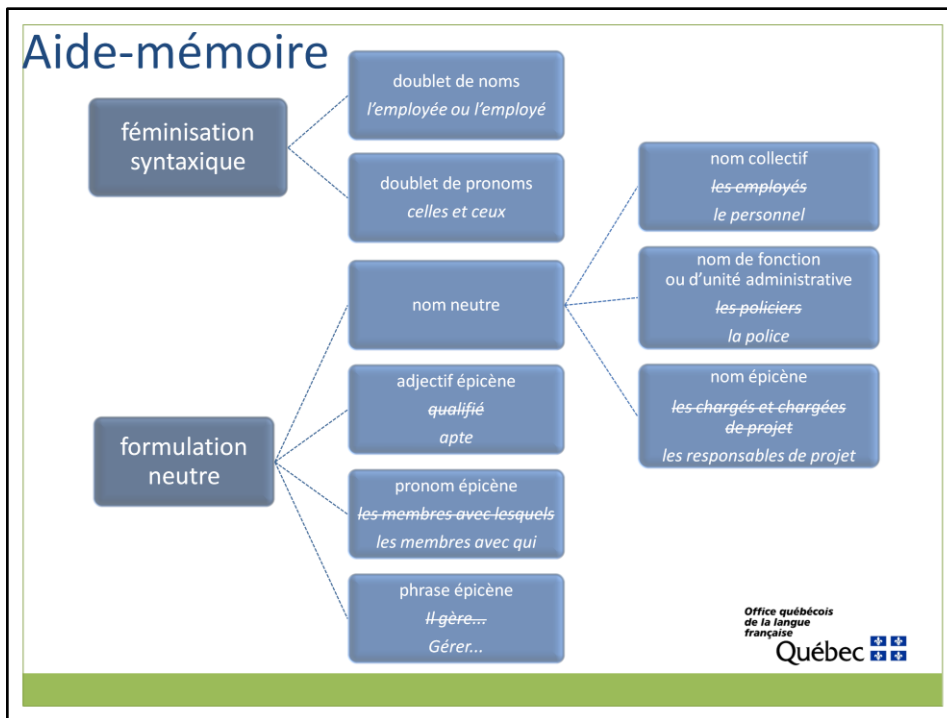 Aide-mémoire
féminisation
syntaxique
doublet de noms
l'employée ou l'employé
doublet de pronoms
celles et ceux
formulation
neutre
nom neutre
nom collectif
les employés
le personnel
nom de fonction
ou d'unité administrative
les policiers
la police
nom épicène
les chargés et chargées
de projet
les responsables de projet
adjectif épicène
qualifié
apte
pronom épicène
les membres avec lesquels
les membres avec qui
phrase épicène
Il gère...
Gérer...
Office québécois
de la langue
française
Québec